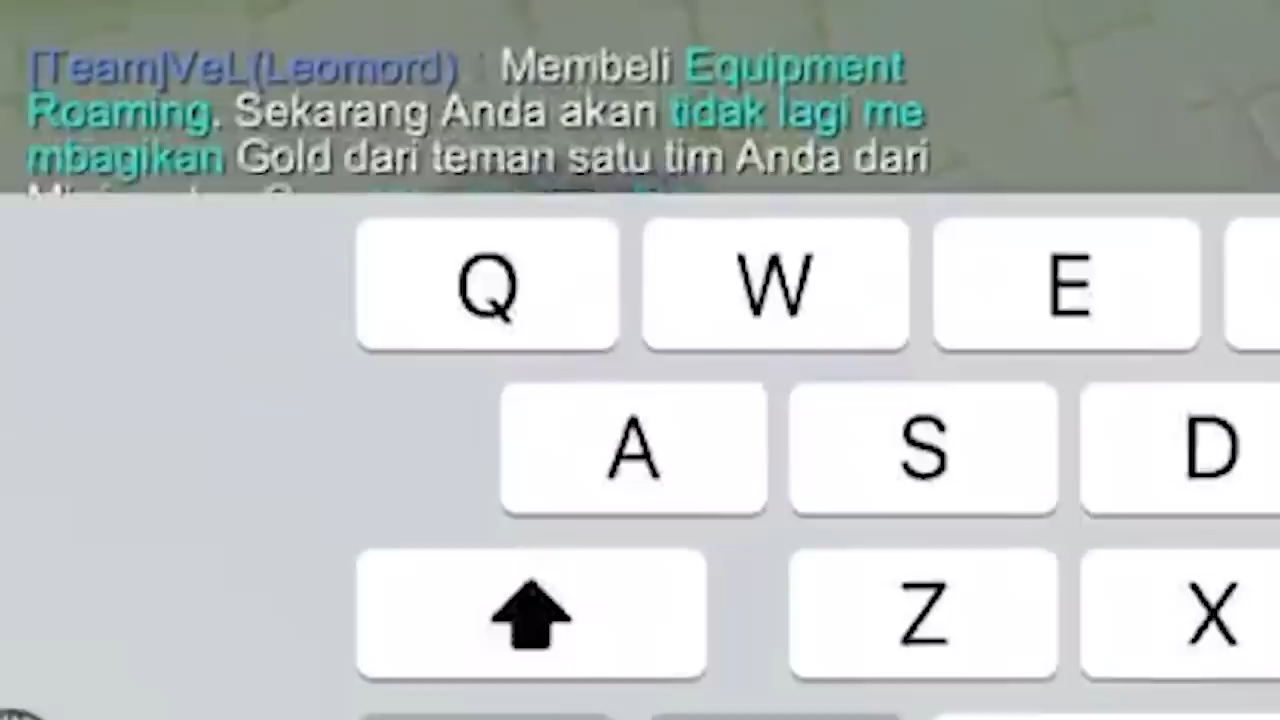 [Team]VeL(Leomord) : Membeli Equipment
Roaming. Sekarang Anda akan tidak lagi me
mbagikan Gold dari teman satu tim Anda dari
Q W E
A S D
Z X